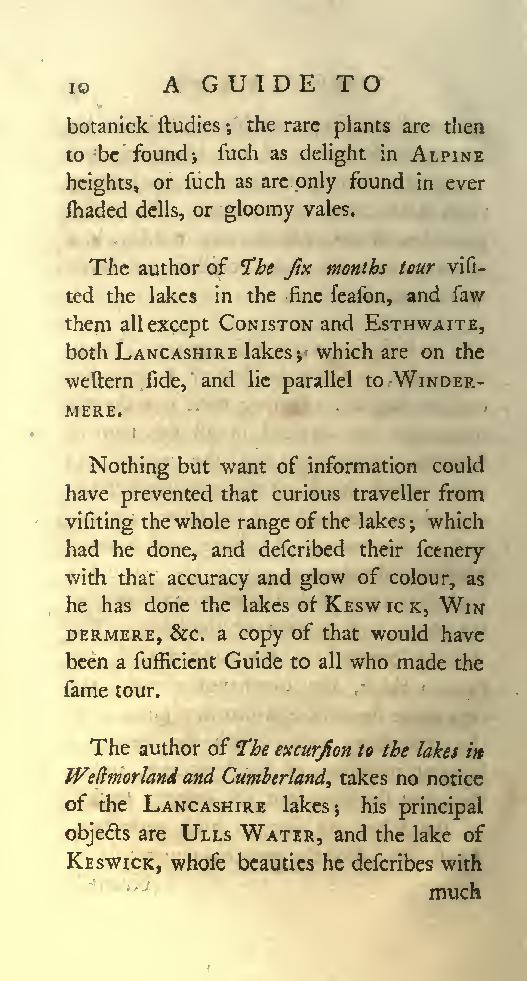 10 A GUIDE TO
botanick ſtudies; the rare plants are then
to be found; ſuch as delight in ALPINE
heights, or ſuch as are only found in ever
ſhaded dells, or gloomy vales.
The author of The ſix months tour viſi-
ted the lakes in the fine ſeaſon, and ſaw
them all except CONISTON and ESTHWAITE,
both LANCASHIRE lakes; which are on the
weſtern ſide, and lie parallel to WINDER-
MERE.
Nothing but want of information could
have prevented that curious traveller from
viſiting the whole range of the lakes; which
had he done, and deſcribed their ſcenery
with that accuracy and glow of colour, as
he has done the lakes of KESWICK, WIN
DERMERE, &c. a copy of that would have
been a ſufficient Guide to all who made the
ſame tour.
The author of The excurſion to the lakes in
Weſtmorland and Cumberland, takes no notice
of the LANCASHIRE lakes; his principal
objects are ULLS WATER, and the lake of
KESWICK, whoſe beauties he deſcribes with
much